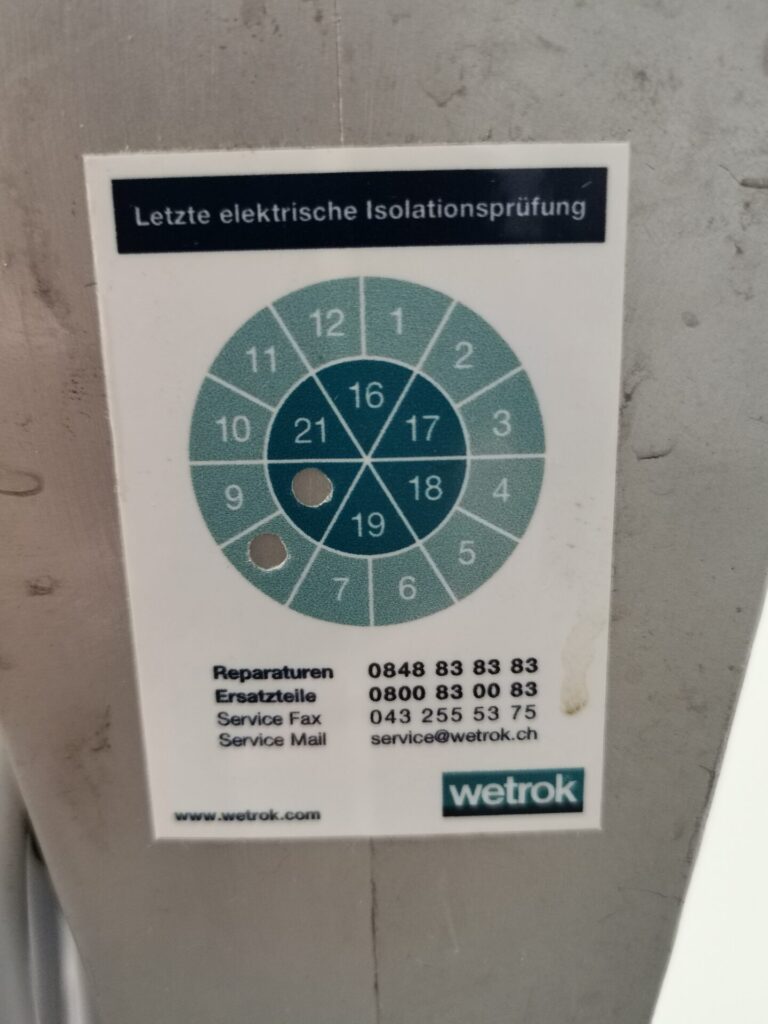 Letzte elektrische Isolationsprüfung
12 1
11 2
16
10 21 17 3
9 18 4
19 5
7 6
Reparaturen 0848 83 83 83
Ersatzteile 0800 83 00 83
Service Fax 043 255 53 75
Service Mail service@wetrok.ch
wetrok
www.wetrok.com